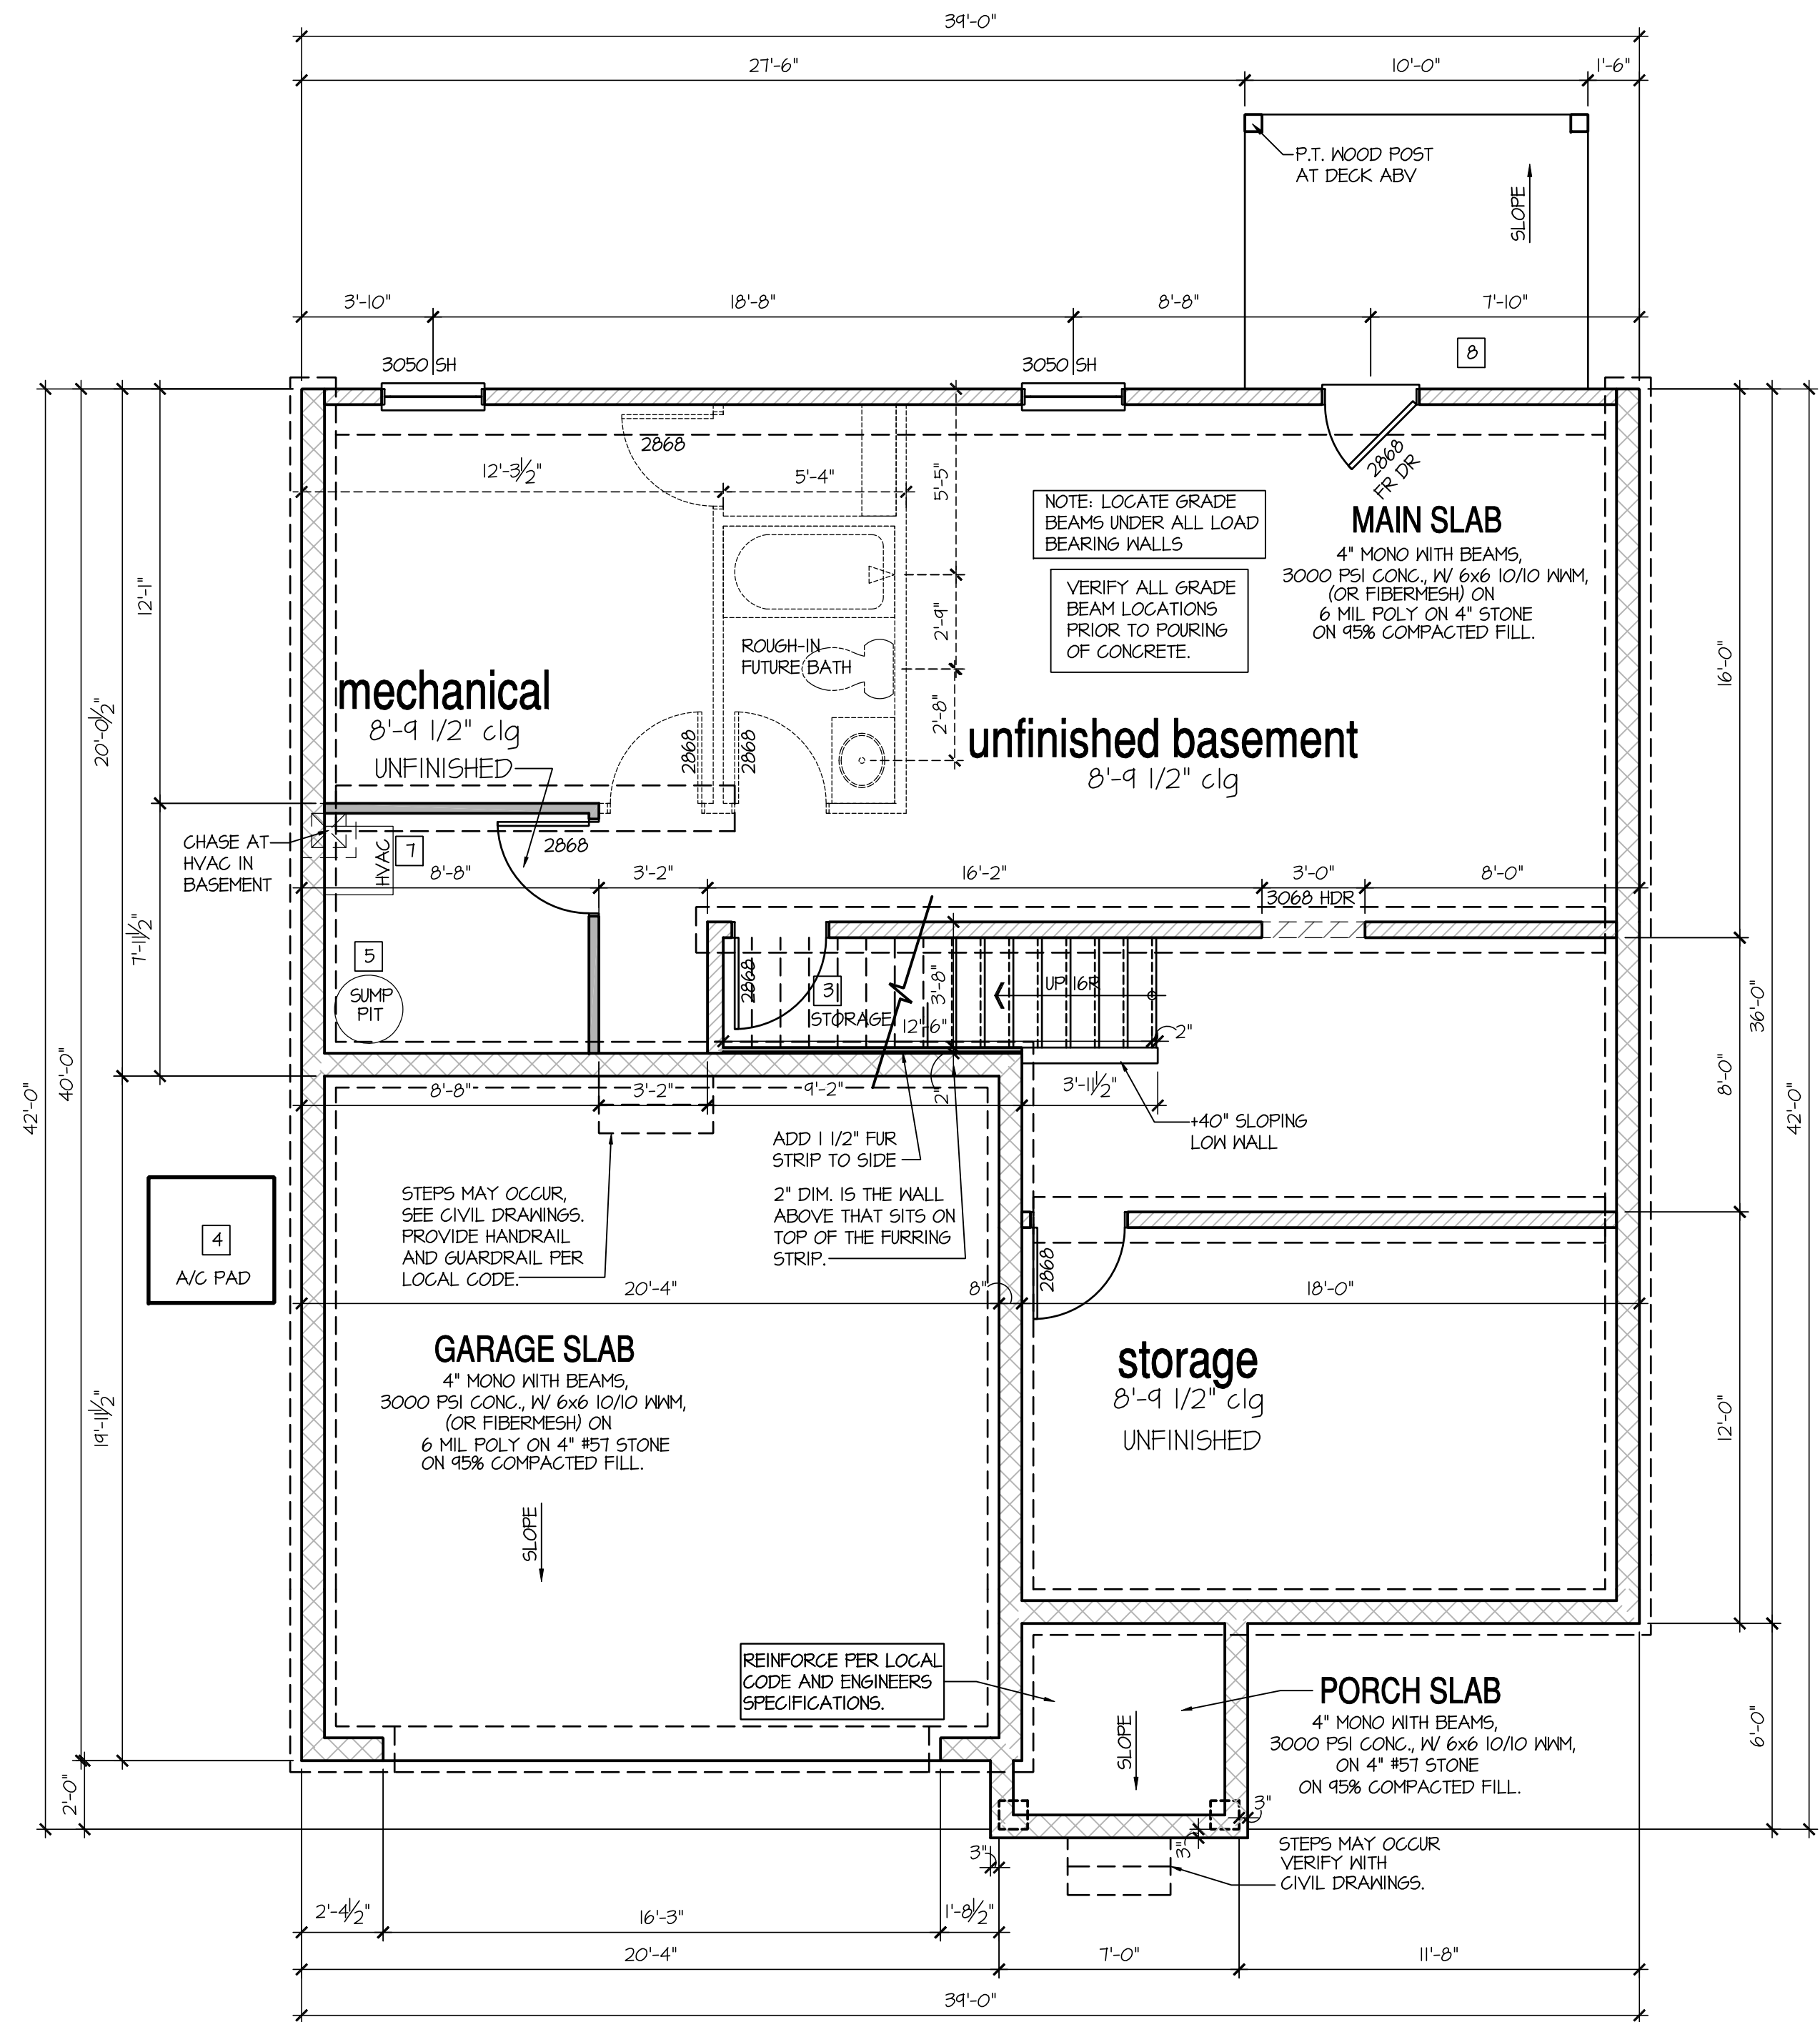 39'-0"
27'-6"
10'-0"
1'-6"
P.T. WOOD POST
AT DECK ABV
SLOPE
3'-10"
18'-8"
8'-8"
7'-10"
8
3050 SH
3050 SH
2868
2868
FR DR
12'-3 1/2"
5'-4"
5'-5"
NOTE: LOCATE GRADE
BEAMS UNDER ALL LOAD
BEARING WALLS
MAIN SLAB
4" MONO WITH BEAMS,
3000 PSI CONC., W/ 6x6 10/10 WWM,
(OR FIBERMESH) ON
6 MIL POLY ON 4" STONE
ON 95% COMPACTED FILL.
VERIFY ALL GRADE
BEAM LOCATIONS
PRIOR TO POURING
OF CONCRETE.
12'-1"
2'-9"
ROUGH-IN
FUTURE BATH
16'-0"
20'-0 1/2"
mechanical
8'-9 1/2" clg
UNFINISHED
2868
2868
2'-8"
unfinished basement
8'-9 1/2" clg
CHASE AT
HVAC IN
BASEMENT
HVAC
7
2868
8'-8"
3'-2"
16'-2"
3'-0"
8'-0"
3068 HDR
7'-11 1/2"
5
SUMP
PIT
2868
3
STORAGE
3'-8"
12'-6"
UP 16R
2"
36'-0"
42'-0"
40'-0"
8'-8"
3'-2"
9'-2"
2"
3'-11 1/2"
8'-0"
42'-0"
+40" SLOPING
LOW WALL
ADD 1 1/2" FUR
STRIP TO SIDE
STEPS MAY OCCUR,
SEE CIVIL DRAWINGS.
PROVIDE HANDRAIL
AND GUARDRAIL PER
LOCAL CODE.
2" DIM. IS THE WALL
ABOVE THAT SITS ON
TOP OF THE FURRING
STRIP.
4
A/C PAD
2868
20'-4"
8"
18'-0"
GARAGE SLAB
4" MONO WITH BEAMS,
3000 PSI CONC., W/ 6x6 10/10 WWM,
(OR FIBERMESH) ON
6 MIL POLY ON 4" #57 STONE
ON 95% COMPACTED FILL.
storage
8'-9 1/2" clg
UNFINISHED
19'-11 1/2"
12'-0"
SLOPE
REINFORCE PER LOCAL
CODE AND ENGINEERS
SPECIFICATIONS.
PORCH SLAB
4" MONO WITH BEAMS,
3000 PSI CONC., W/ 6x6 10/10 WWM,
ON 4" #57 STONE
ON 95% COMPACTED FILL.
SLOPE
6'-0"
2'-0"
3"
3"
3"
STEPS MAY OCCUR
VERIFY WITH
CIVIL DRAWINGS.
2'-4 1/2"
16'-3"
1'-8 1/2"
20'-4"
7'-0"
11'-8"
39'-0"